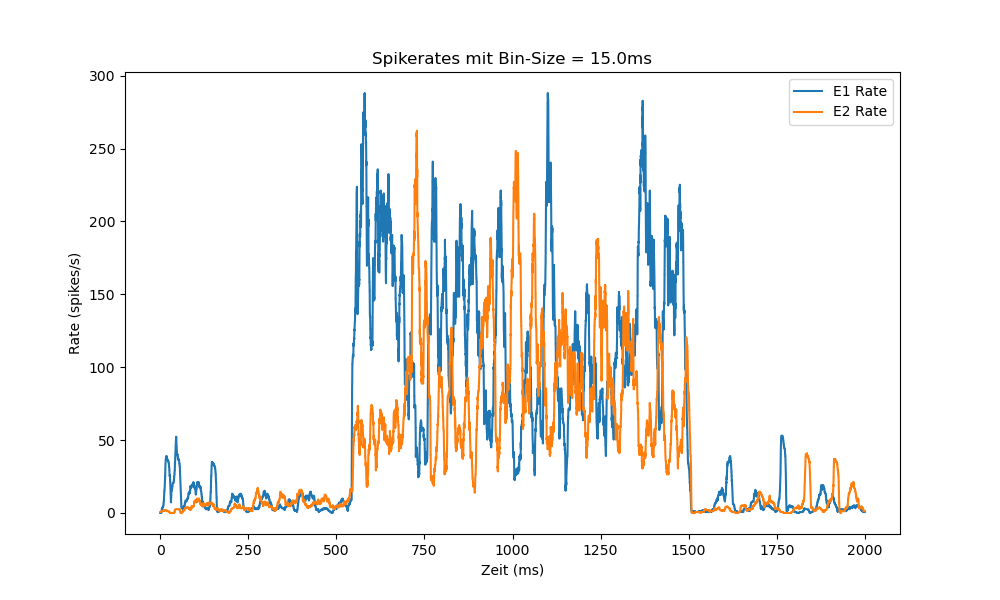 Spikerates mit Bin-Size = 15.0ms
E1 Rate
E2 Rate
Rate (spikes/s)
300
250
200
150
100
50
0
0 250 500 750 1000 1250 1500 1750 2000
Zeit (ms)